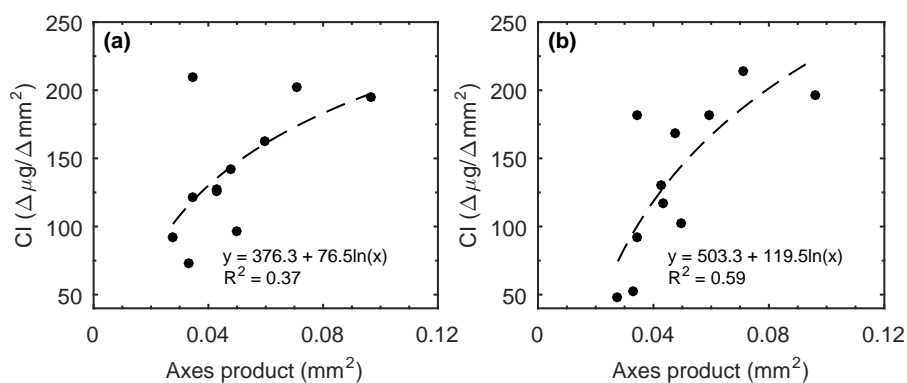 (a)
250
200
150
100
50
CI (Δμg/Δmm²)
y = 376.3 + 76.5ln(x)
R² = 0.37
0 0.04 0.08 0.12
Axes product (mm²)
(b)
250
200
150
100
50
CI (Δμg/Δmm²)
y = 503.3 + 119.5ln(x)
R² = 0.59
0 0.04 0.08 0.12
Axes product (mm²)